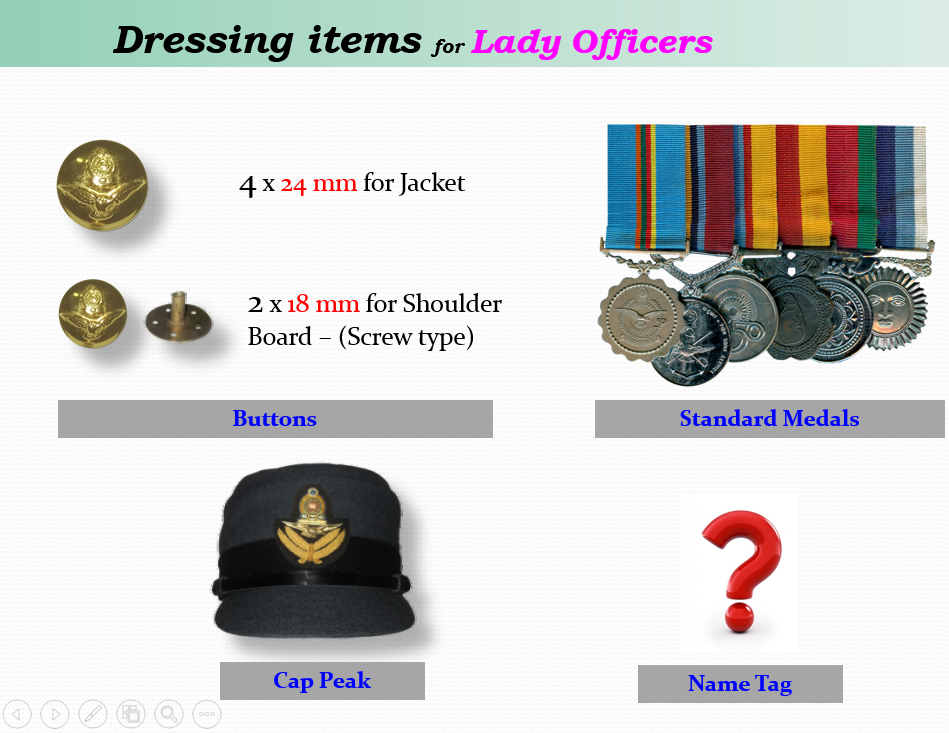 Dressing items for Lady Officers
4 x 24 mm for Jacket
2 x 18 mm for Shoulder
Board – (Screw type)
Buttons
Standard Medals
Cap Peak
Name Tag